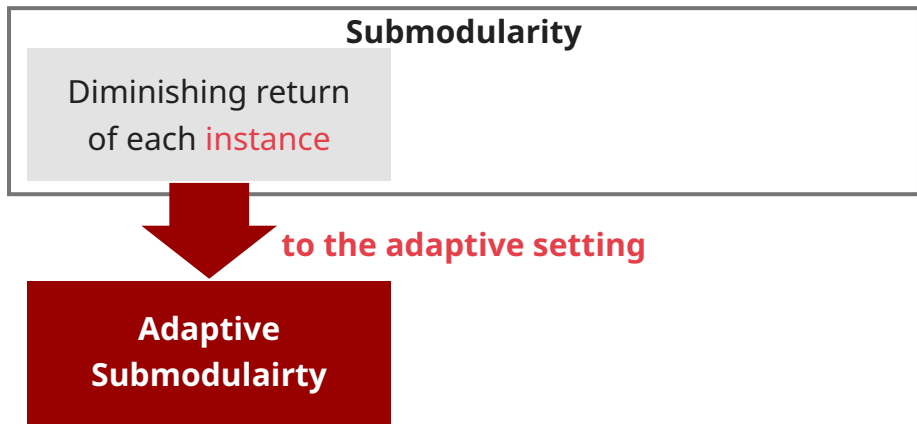 Submodularity
Diminishing return
of each instance
to the adaptive setting
Adaptive
Submodulairty